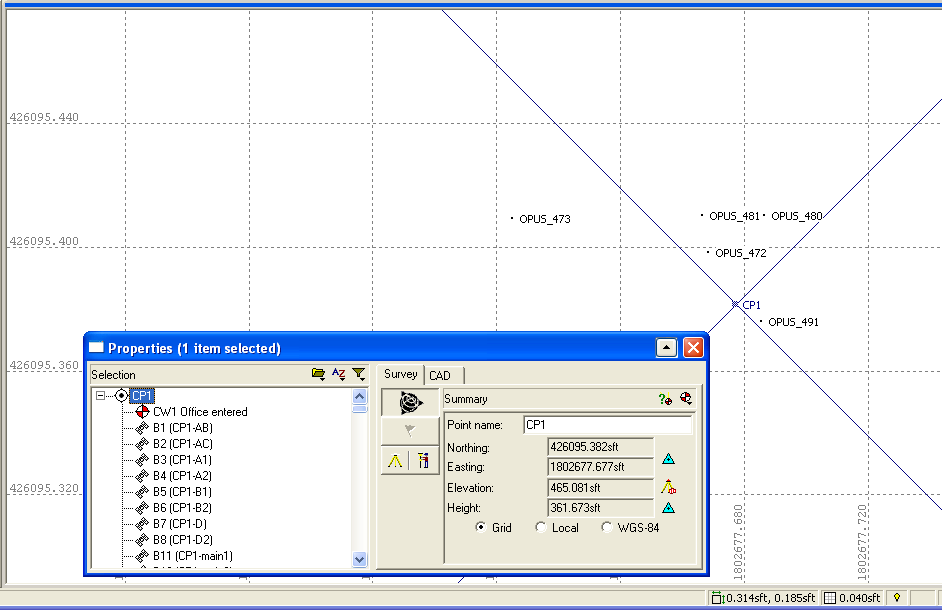 426095.440
OPUS_473
OPUS_481
OPUS_480
426095.400
OPUS_472
CP1
OPUS_491
426095.360
426095.320
1802677.680
1802677.720
Properties (1 item selected)
Selection
AZ
CP1
CW1 Office entered
B1 (CP1-AB)
B2 (CP1-AC)
B3 (CP1-A1)
B4 (CP1-A2)
B5 (CP1-B1)
B6 (CP1-B2)
B7 (CP1-D)
B8 (CP1-D2)
B11 (CP1-main1)
Survey
CAD
Summary
Point name: CP1
Northing: 426095.382sft
Easting: 1802677.677sft
Elevation: 465.081sft
Height: 361.673sft
Grid Local WGS-84
0.314sft, 0.185sft
0.040sft